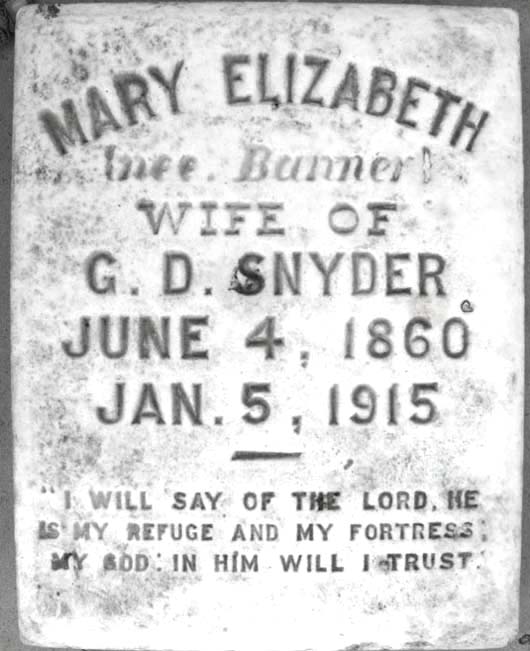 MARY ELIZABETH
(nee. Banner)
WIFE OF
G. D. SNYDER
JUNE 4, 1860
JAN. 5, 1915
"I WILL SAY OF THE LORD, HE
IS MY REFUGE AND MY FORTRESS:
MY GOD: IN HIM WILL I TRUST."